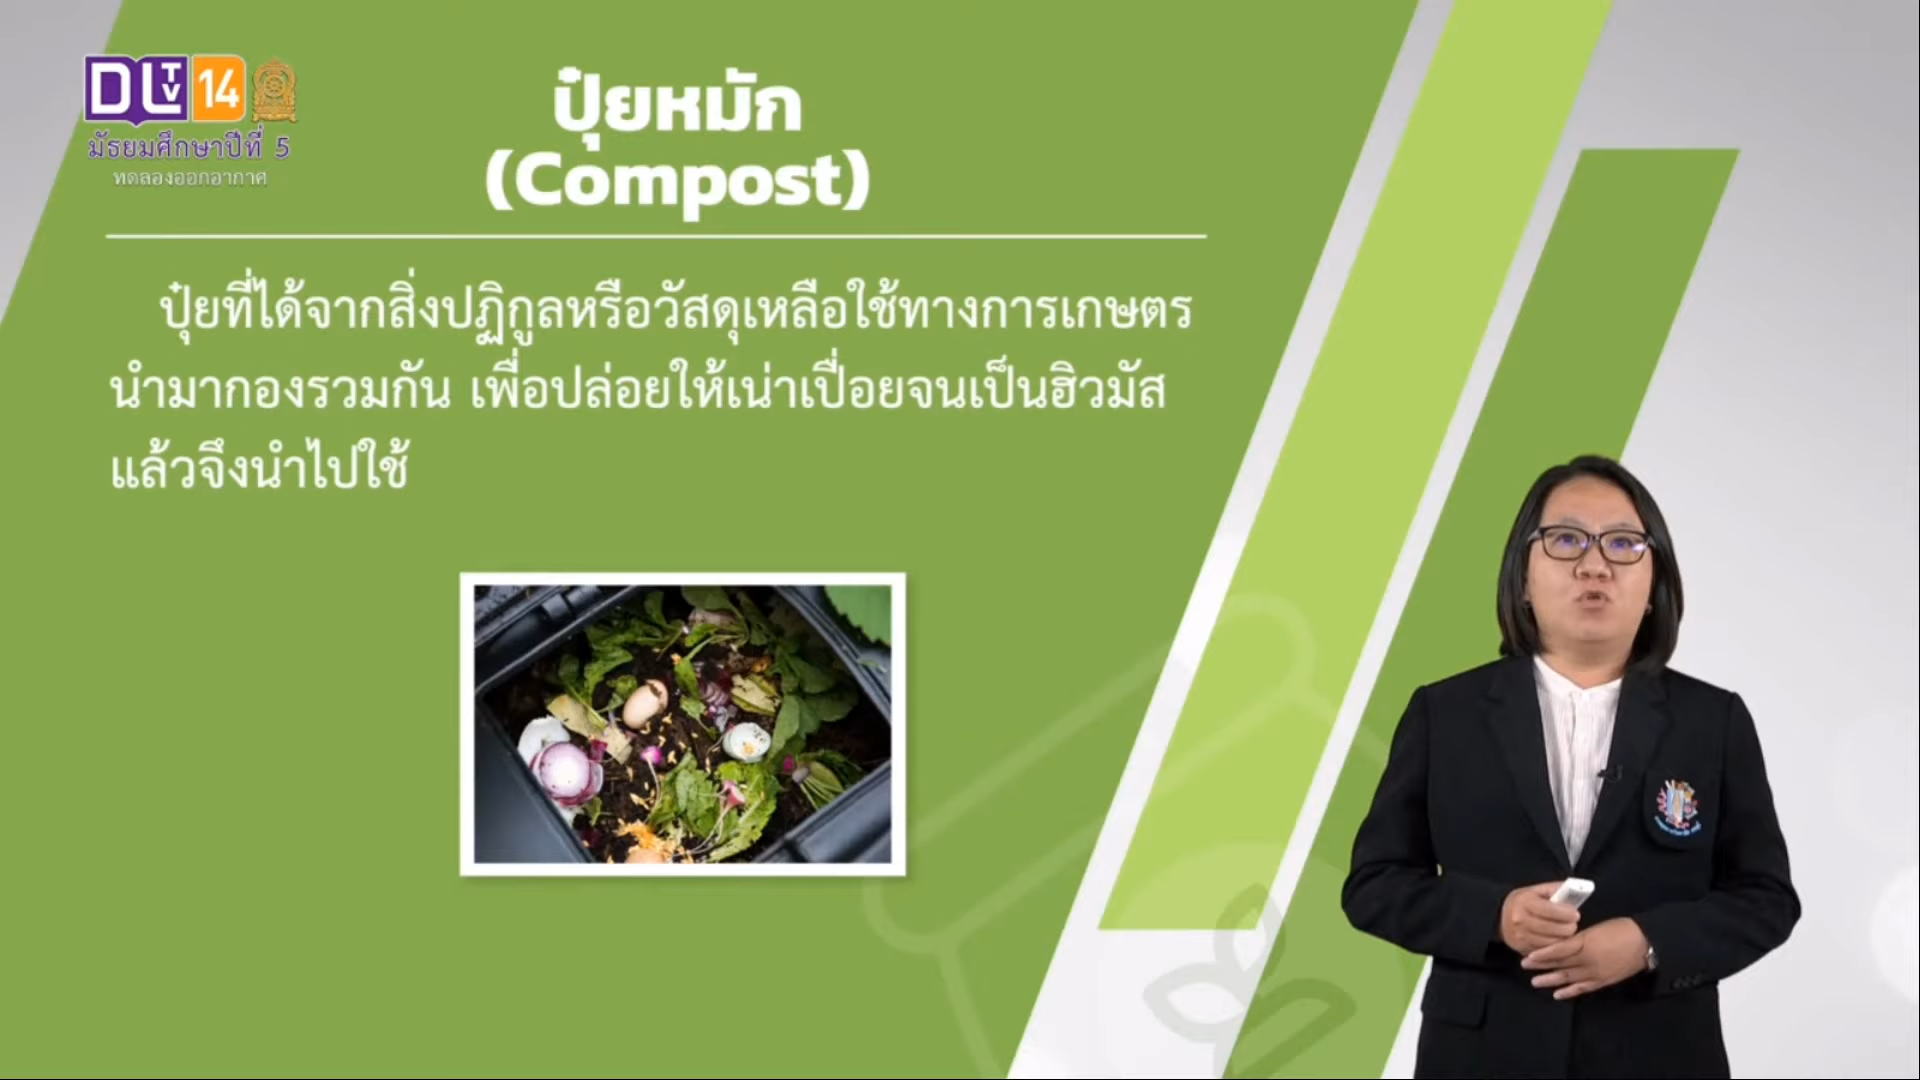 DLTV 14
มัธยมศึกษาปีที่ 5
ทดลองออกอากาศ
ปุ๋ยหมัก
(Compost)
ปุ๋ยที่ได้จากสิ่งปฏิกูลหรือวัสดุเหลือใช้ทางการเกษตร
นำมากองรวมกัน เพื่อปล่อยให้เน่าเปื่อยจนเป็นฮิวมัส
แล้วจึงนำไปใช้